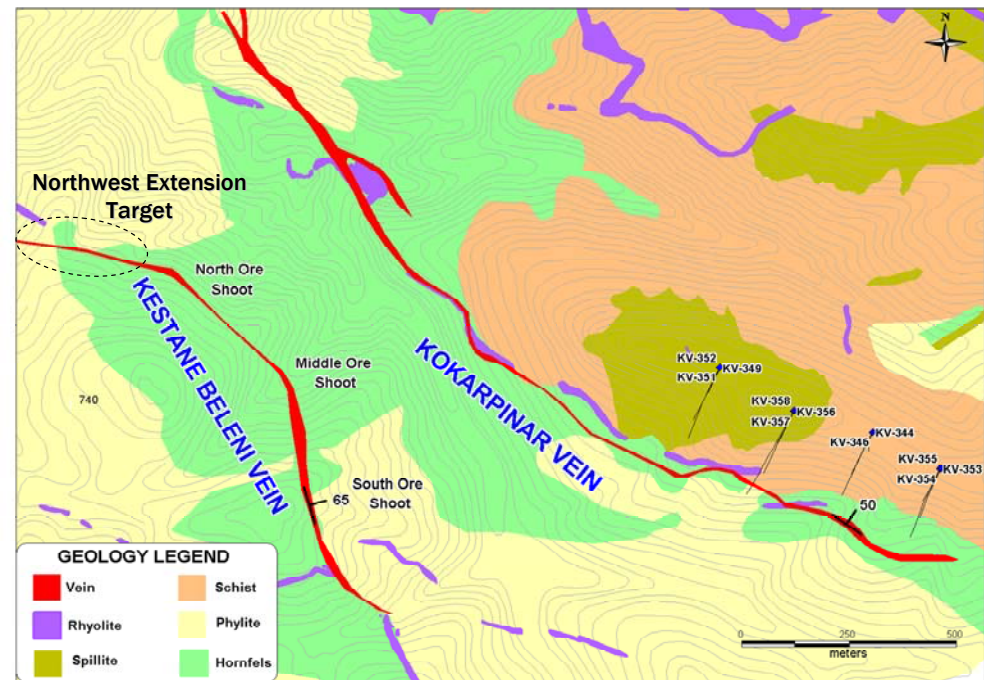 N
Northwest Extension
Target
North Ore
Shoot
KESTANE BELENI VEIN
Middle Ore
Shoot
KOKARPINAR VEIN
740
South Ore
Shoot
65
KV-352
KV-349
KV-351
KV-358
KV-356
KV-357
KV-344
KV-346
KV-355
KV-353
KV-354
50
GEOLOGY LEGEND
Vein
Schist
Rhyolite
Phylite
Spillite
Hornfels
0 250 500
meters